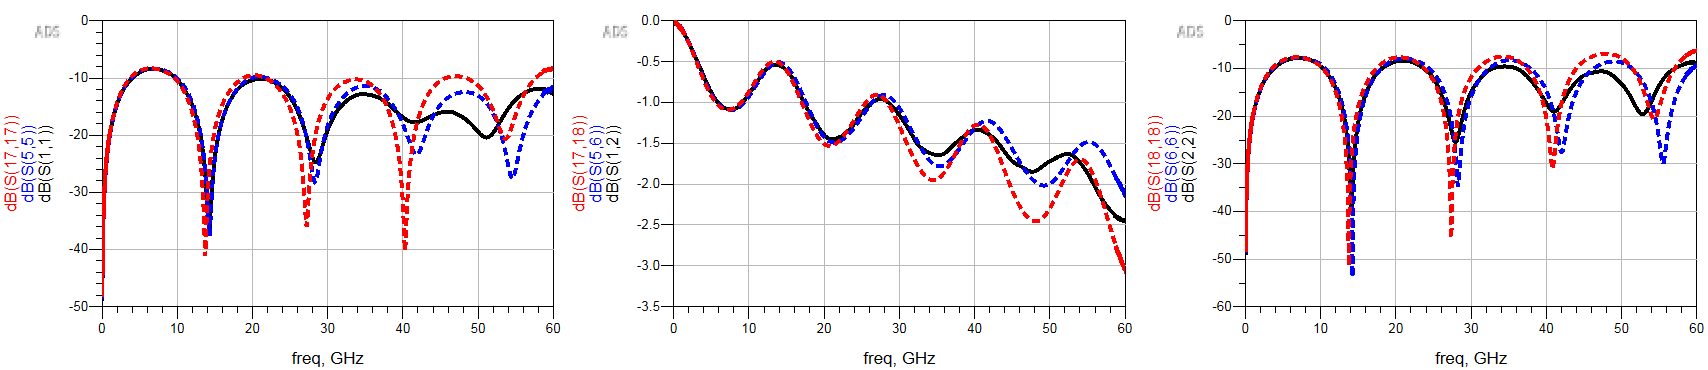 ADS
dB(S(17,17))
dB(S(5,5))
dB(S(1,1))
0
-10
-20
-30
-40
-50
0
10
20
30
40
50
60
freq, GHz
ADS
dB(S(17,18))
dB(S(5,6))
dB(S(1,2))
0.0
-0.5
-1.0
-1.5
-2.0
-2.5
-3.0
-3.5
0
10
20
30
40
50
60
freq, GHz
ADS
dB(S(18,18))
dB(S(6,6))
dB(S(2,2))
0
-10
-20
-30
-40
-50
-60
0
10
20
30
40
50
60
freq, GHz